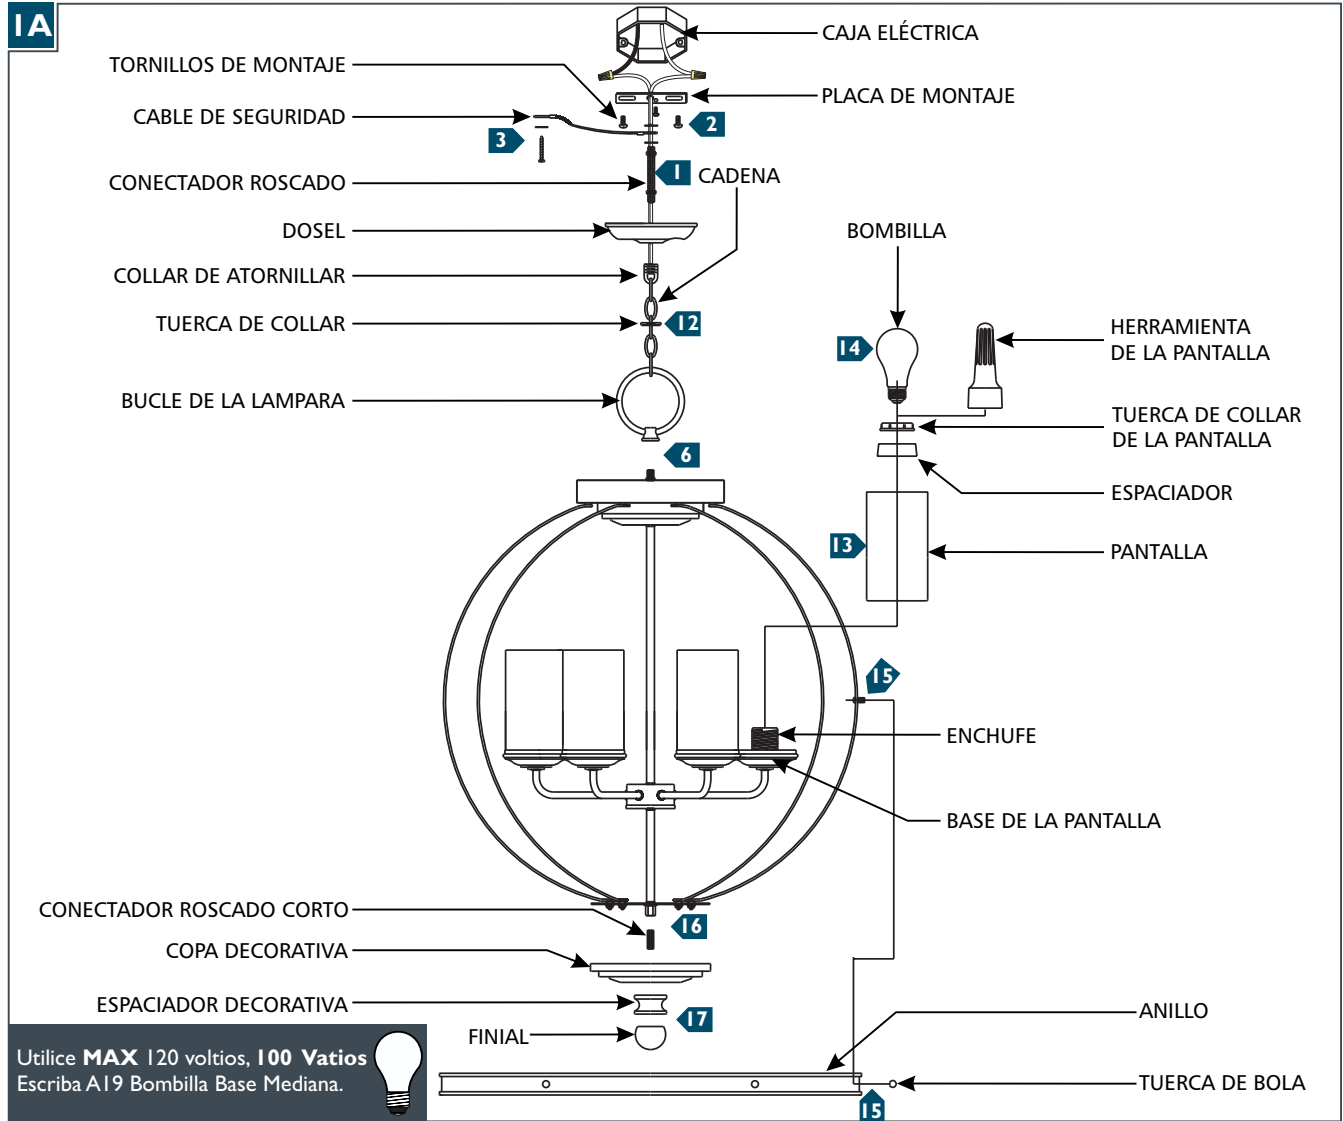 1A
CAJA ELÉCTRICA
TORNILLOS DE MONTAJE
PLACA DE MONTAJE
CABLE DE SEGURIDAD
2
3
1
CADENA
CONECTADOR ROSCADO
DOSEL
BOMBILLA
COLLAR DE ATORNILLAR
TUERCA DE COLLAR
12
14
HERRAMIENTA
DE LA PANTALLA
BUCLE DE LA LAMPARA
TUERCA DE COLLAR
DE LA PANTALLA
6
ESPACIADOR
13
PANTALLA
15
ENCHUFE
BASE DE LA PANTALLA
CONECTADOR ROSCADO CORTO
16
COPA DECORATIVA
ESPACIADOR DECORATIVA
17
ANILLO
FINIAL
Utilice MAX 120 voltios, 100 Vatios
Escriba A19 Bombilla Base Mediana.
TUERCA DE BOLA
15